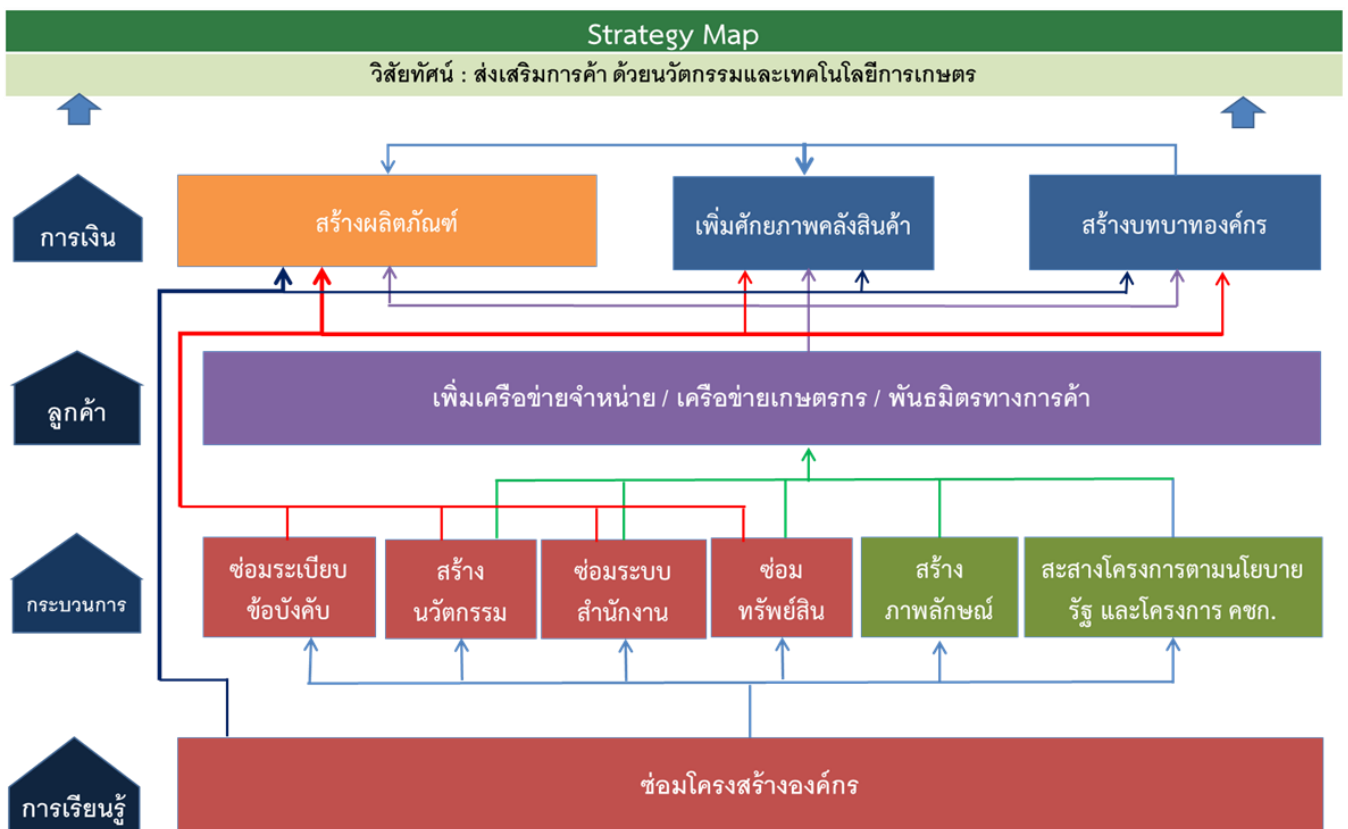 Strategy Map
วิสัยทัศน์ : ส่งเสริมการค้า ด้วยนวัตกรรมและเทคโนโลยีการเกษตร
การเงิน
สร้างผลิตภัณฑ์
เพิ่มศักยภาพคลังสินค้า
สร้างบทบาทองค์กร
ลูกค้า
เพิ่มเครือข่ายจำหน่าย / เครือข่ายเกษตรกร / พันธมิตรทางการค้า
กระบวนการ
ซ่อมระเบียบ
ข้อบังคับ
สร้าง
นวัตกรรม
ซ่อมระบบ
สำนักงาน
ซ่อม
ทรัพย์สิน
สร้าง
ภาพลักษณ์
สะสางโครงการตามนโยบาย
รัฐ และโครงการ คชก.
การเรียนรู้
ซ่อมโครงสร้างองค์กร